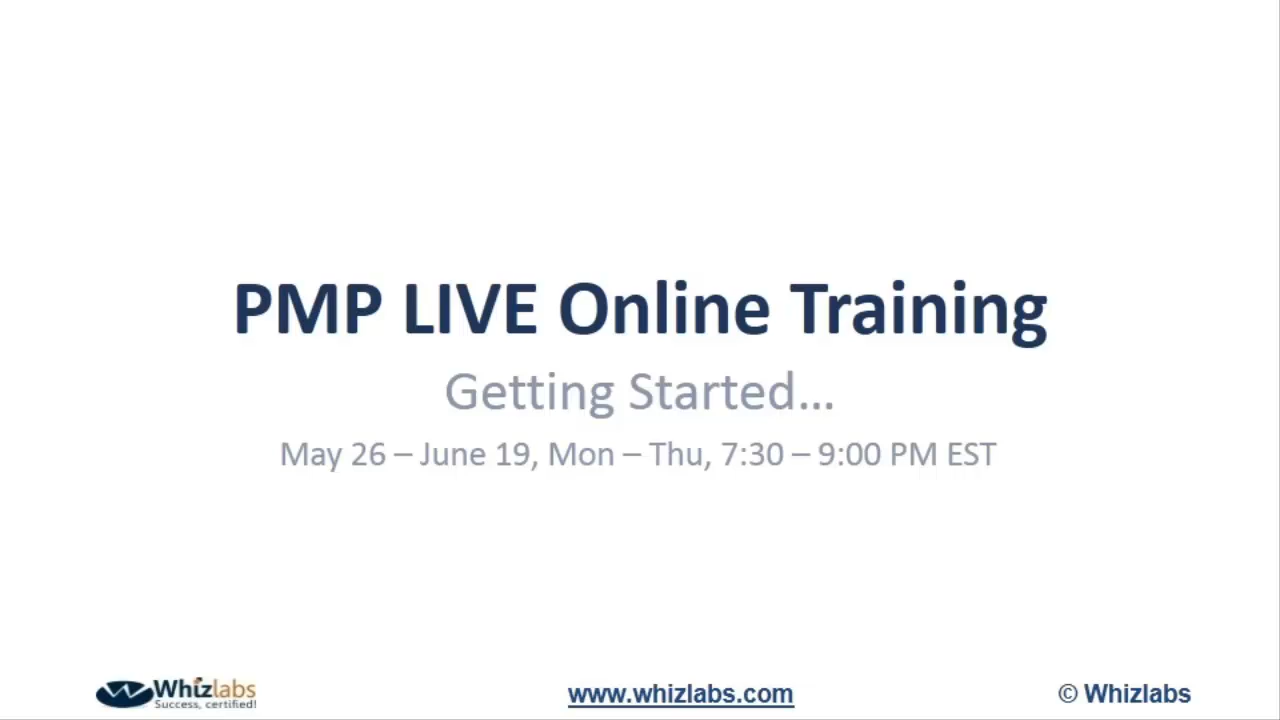 PMP LIVE Online Training
Getting Started...
May 26 – June 19, Mon – Thu, 7:30 – 9:00 PM EST
Whizlabs
Success, certified!
www.whizlabs.com
© Whizlabs